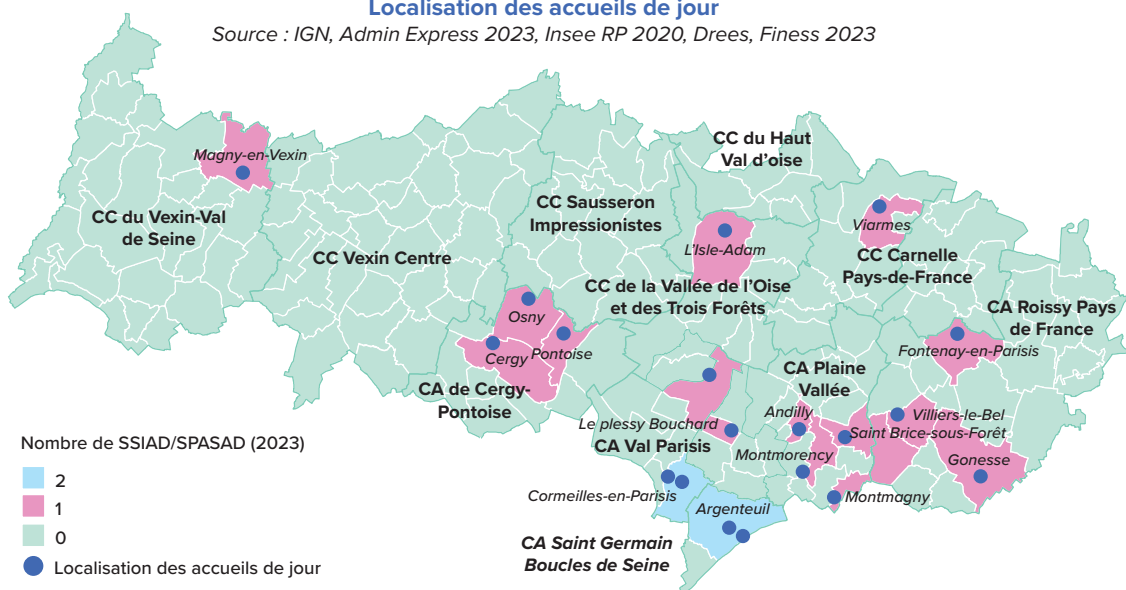 Localisation des accueils de jour
Source : IGN, Admin Express 2023, Insee RP 2020, Drees, Finess 2023
CC du Haut
Val d'oise
Magny-en-Vexin
CC du Vexin-Val
de Seine
CC Sausseron
Impressionistes
Viarmes
L'Isle-Adam
CC Vexin Centre
CC Carnelle
Pays-de-France
CC de la Vallée de l'Oise
et des Trois Forêts
CA Roissy Pays
de France
Osny
Cergy
Pontoise
Fontenay-en-Parisis
CA Plaine
Vallée
CA de Cergy-
Pontoise
Andilly
Villiers-le-Bel
Le plessy Bouchard
Saint Brice-sous-Forêt
CA Val Parisis
Montmorency
Gonesse
Cormeilles-en-Parisis
Montmagny
Argenteuil
CA Saint Germain
Boucles de Seine
Nombre de SSIAD/SPASAD (2023)
2
1
0
Localisation des accueils de jour